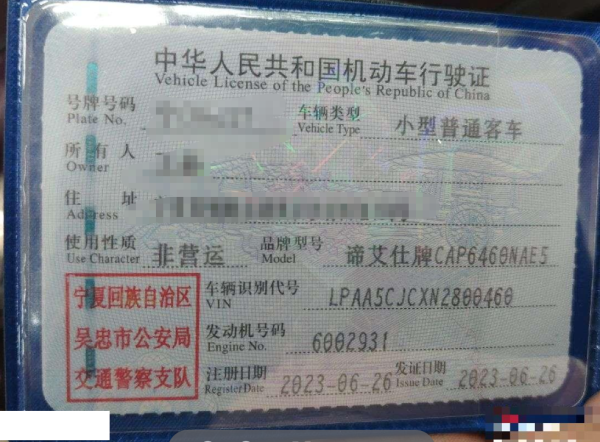 中华人民共和国机动车行驶证
Vehicle License of the People's Republic of China
号牌号码 车辆类型 小型普通客车
Plate No. Vehicle Type
所有人
Owner
住址
Address
使用性质 非营运 品牌型号 谛艾仕牌CAP6460NAE5
Use Character Model
宁夏回族自治区
吴忠市公安局
交通警察支队
车辆识别代号 LPAA5CJCXN2800460
VIN
发动机号码 6002931
Engine No.
注册日期 2023-06-26 发证日期 2023-06-26
Register Date Issue Date